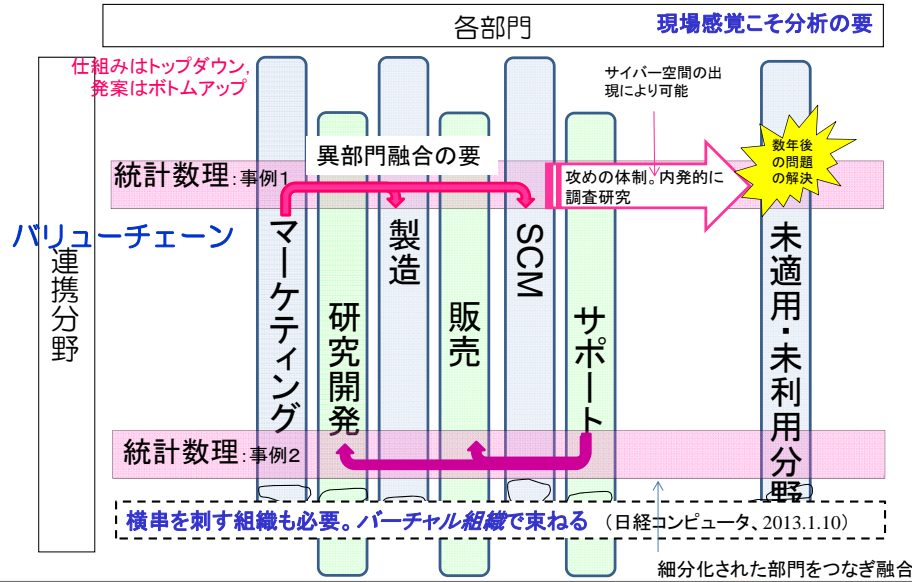 各部門
現場感覚こそ分析の要
仕組みはトップダウン,
発案はボトムアップ
サイバー空間の出
現により可能
数年後
の問題
の解決
異部門融合の要
統計数理:事例1
攻めの体制。内発的に
調査研究
バリューチェーン
連携分野
マーケティング
研究開発
製造
販売
SCM
サポート
未適用・未利用分野
統計数理:事例2
横串を刺す組織も必要。バーチャル組織で束ねる （日経コンピュータ、2013.1.10）
細分化された部門をつなぎ融合